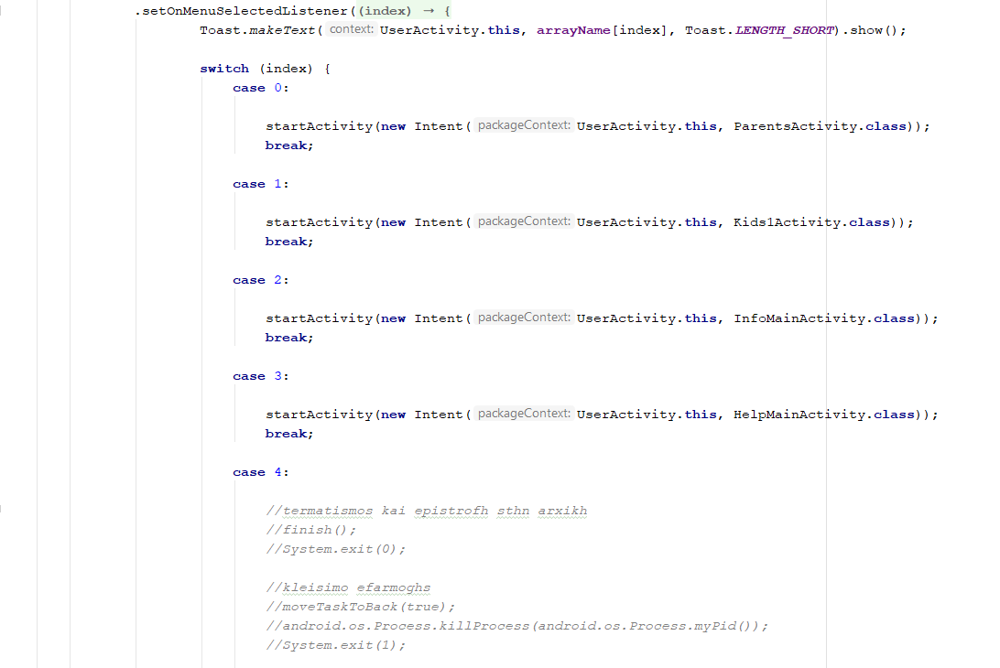 .setOnMenuSelectedListener((index) → {
Toast.makeText( context: UserActivity.this, arrayName[index], Toast.LENGTH_SHORT).show();
switch (index) {
case 0:
startActivity(new Intent( packageContext: UserActivity.this, ParentsActivity.class));
break;
case 1:
startActivity(new Intent( packageContext: UserActivity.this, Kids1Activity.class));
break;
case 2:
startActivity(new Intent( packageContext: UserActivity.this, InfoMainActivity.class));
break;
case 3:
startActivity(new Intent( packageContext: UserActivity.this, HelpMainActivity.class));
break;
case 4:
//termatismos kai epistrofh sthn arxikh
//finish();
//System.exit(0);
//kleisimo efarmoghs
//moveTaskToBack(true);
//android.os.Process.killProcess(android.os.Process.myPid());
//System.exit(1);